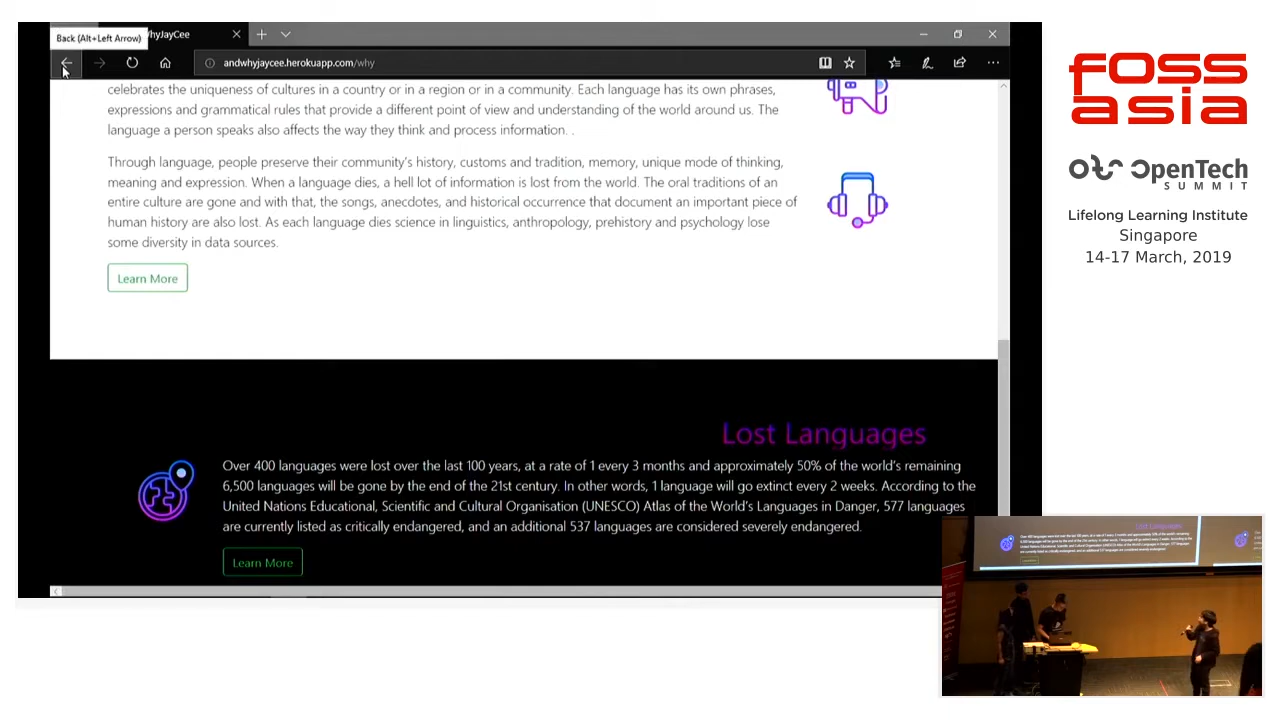 Back (Alt+Left Arrow)
hyJayCee
andwhyjaycee.herokuapp.com/why
celebrates the uniqueness of cultures in a country or in a region or in a community. Each language has its own phrases,
expressions and grammatical rules that provide a different point of view and understanding of the world around us. The
language a person speaks also affects the way they think and process information. .
Through language, people preserve their community's history, customs and tradition, memory, unique mode of thinking,
meaning and expression. When a language dies, a hell lot of information is lost from the world. The oral traditions of an
entire culture are gone and with that, the songs, anecdotes, and historical occurrence that document an important piece of
human history are also lost. As each language dies science in linguistics, anthropology, prehistory and psychology lose
some diversity in data sources.
Learn More
Lost Languages
Over 400 languages were lost over the last 100 years, at a rate of 1 every 3 months and approximately 50% of the world's remaining
6,500 languages will be gone by the end of the 21st century. In other words, 1 language will go extinct every 2 weeks. According to the
United Nations Educational, Scientific and Cultural Organisation (UNESCO) Atlas of the World's Languages in Danger, 577 languages
are currently listed as critically endangered, and an additional 537 languages are considered severely endangered.
Learn More
FOSS
asia
OTS OpenTech
SUMMIT
Lifelong Learning Institute
Singapore
14-17 March, 2019
Lost Languages